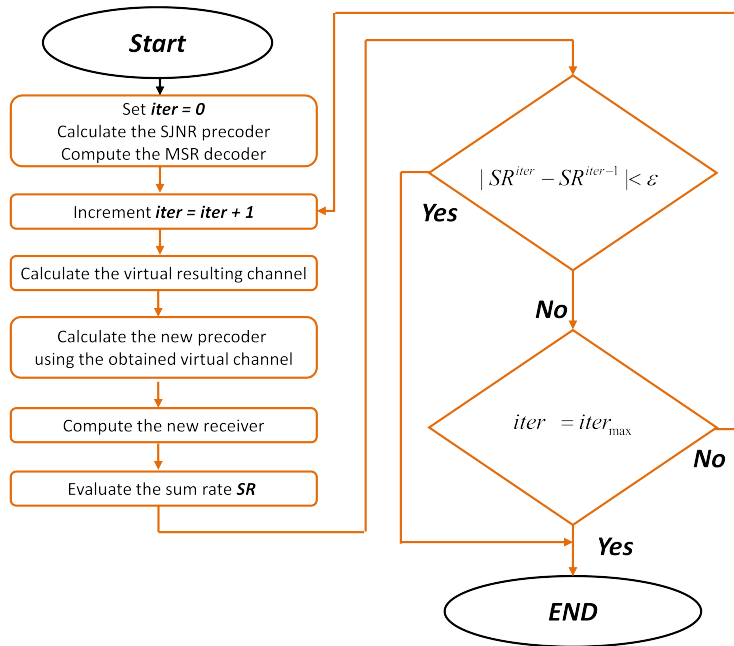 Start
Set iter = 0
Calculate the SJNR precoder
Compute the MSR decoder
Increment iter = iter + 1
Calculate the virtual resulting channel
Calculate the new precoder
using the obtained virtual channel
Compute the new receiver
Evaluate the sum rate SR
| SR^{iter} − SR^{iter−1} |< ε
Yes
No
iter = iter_{max}
No
Yes
END